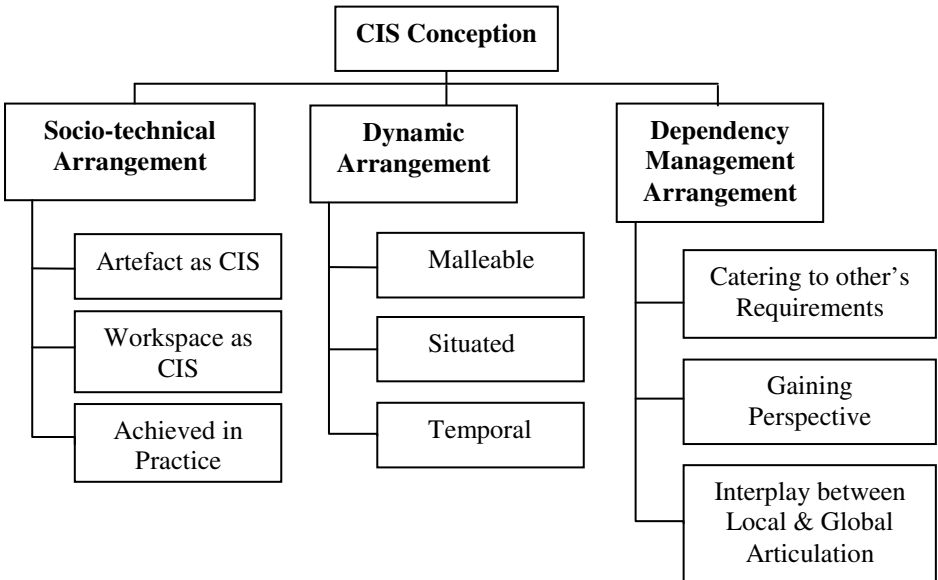 CIS Conception
Socio-technical
Arrangement
Artefact as CIS
Workspace as
CIS
Achieved in
Practice
Dynamic
Arrangement
Malleable
Situated
Temporal
Dependency
Management
Arrangement
Catering to other’s
Requirements
Gaining
Perspective
Interplay between
Local & Global
Articulation